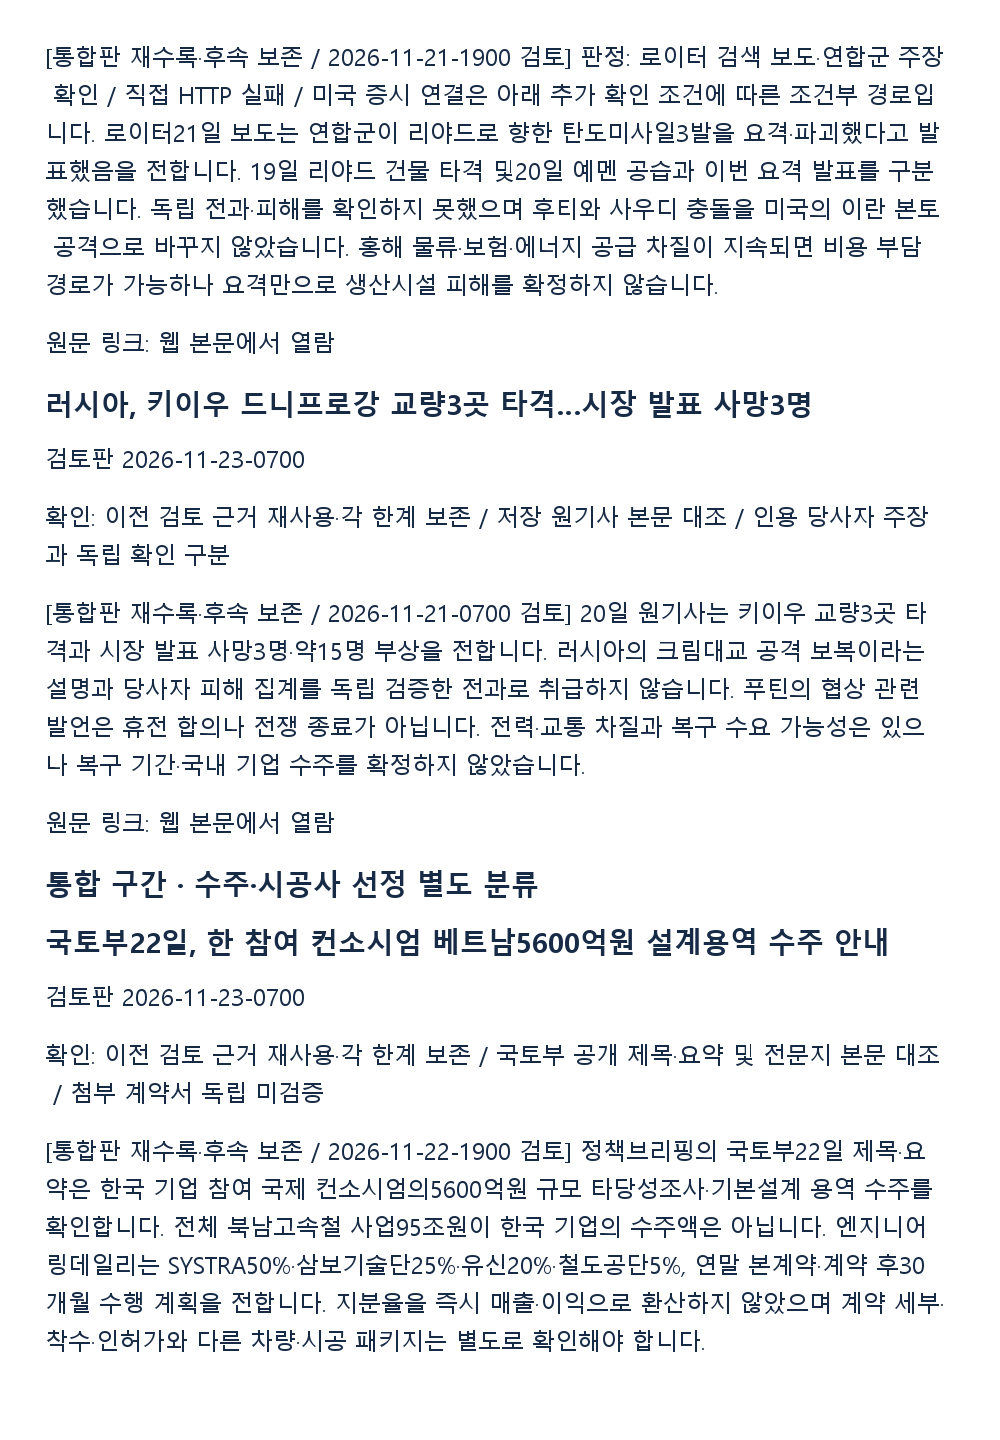 [통합판 재수록·후속 보존 / 2026-11-21-1900 검토] 판정: 로이터 검색 보도·연합군 주장
확인 / 직접 HTTP 실패 / 미국 증시 연결은 아래 추가 확인 조건에 따른 조건부 경로입
니다. 로이터21일 보도는 연합군이 리야드로 향한 탄도미사일3발을 요격·파괴했다고 발
표했음을 전합니다. 19일 리야드 건물 타격 및20일 예멘 공습과 이번 요격 발표를 구분
했습니다. 독립 전과·피해를 확인하지 못했으며 후티와 사우디 충돌을 미국의 이란 본토
공격으로 바꾸지 않았습니다. 홍해 물류·보험·에너지 공급 차질이 지속되면 비용 부담
경로가 가능하나 요격만으로 생산시설 피해를 확정하지 않습니다.
원문 링크: 웹 본문에서 열람
러시아, 키이우 드니프로강 교량3곳 타격…시장 발표 사망3명
검토판 2026-11-23-0700
확인: 이전 검토 근거 재사용·각 한계 보존 / 저장 원기사 본문 대조 / 인용 당사자 주장
과 독립 확인 구분
[통합판 재수록·후속 보존 / 2026-11-21-0700 검토] 20일 원기사는 키이우 교량3곳 타
격과 시장 발표 사망3명·약15명 부상을 전합니다. 러시아의 크림대교 공격 보복이라는
설명과 당사자 피해 집계를 독립 검증한 전과로 취급하지 않습니다. 푸틴의 협상 관련
발언은 휴전 합의나 전쟁 종료가 아닙니다. 전력·교통 차질과 복구 수요 가능성은 있으
나 복구 기간·국내 기업 수주를 확정하지 않았습니다.
원문 링크: 웹 본문에서 열람
통합 구간 · 수주·시공사 선정 별도 분류
국토부22일, 한 참여 컨소시엄 베트남5600억원 설계용역 수주 안내
검토판 2026-11-23-0700
확인: 이전 검토 근거 재사용·각 한계 보존 / 국토부 공개 제목·요약 및 전문지 본문 대조
/ 첨부 계약서 독립 미검증
[통합판 재수록·후속 보존 / 2026-11-22-1900 검토] 정책브리핑의 국토부22일 제목·요
약은 한국 기업 참여 국제 컨소시엄의5600억원 규모 타당성조사·기본설계 용역 수주를
확인합니다. 전체 북남고속철 사업95조원이 한국 기업의 수주액은 아닙니다. 엔지니어
링데일리는 SYSTRA50%·삼보기술단25%·유신20%·철도공단5%, 연말 본계약·계약 후30
개월 수행 계획을 전합니다. 지분율을 즉시 매출·이익으로 환산하지 않았으며 계약 세부·
착수·인허가와 다른 차량·시공 패키지는 별도로 확인해야 합니다.